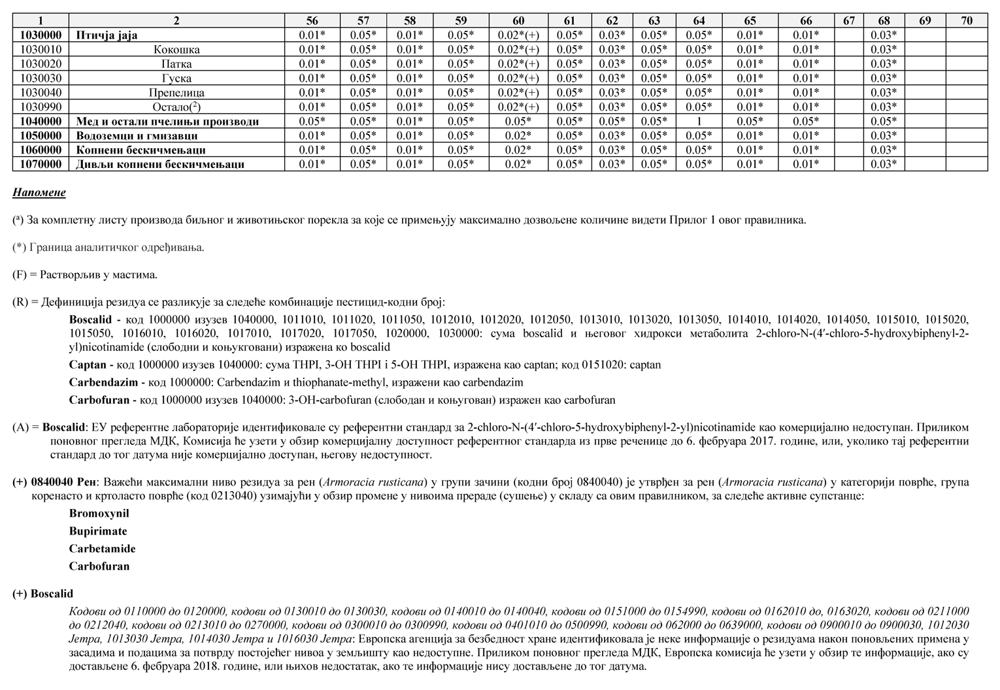 1 2 56 57 58 59 60 61 62 63 64 65 66 67 68 69 70
1030000 Птичја јаја 0.01* 0.05* 0.01* 0.05* 0.02*(+) 0.05* 0.03* 0.05* 0.05* 0.01* 0.01* 0.03*
1030010 Кокошка 0.01* 0.05* 0.01* 0.05* 0.02*(+) 0.05* 0.03* 0.05* 0.05* 0.01* 0.01* 0.03*
1030020 Патка 0.01* 0.05* 0.01* 0.05* 0.02*(+) 0.05* 0.03* 0.05* 0.05* 0.01* 0.01* 0.03*
1030030 Гуска 0.01* 0.05* 0.01* 0.05* 0.02*(+) 0.05* 0.03* 0.05* 0.05* 0.01* 0.01* 0.03*
1030040 Препелица 0.01* 0.05* 0.01* 0.05* 0.02*(+) 0.05* 0.03* 0.05* 0.05* 0.01* 0.01* 0.03*
1030990 Остало(²) 0.01* 0.05* 0.01* 0.05* 0.02*(+) 0.05* 0.03* 0.05* 0.05* 0.01* 0.01* 0.03*
1040000 Мед и остали пчелињи производи 0.05* 0.05* 0.01* 0.05* 0.05* 0.05* 0.05* 0.05* 1 0.05* 0.05* 0.05*
1050000 Водоземци и гмизавци 0.01* 0.05* 0.01* 0.05* 0.02* 0.05* 0.03* 0.05* 0.05* 0.01* 0.01* 0.03*
1060000 Копнени бескичмењаци 0.01* 0.05* 0.01* 0.05* 0.02* 0.05* 0.03* 0.05* 0.05* 0.01* 0.01* 0.03*
1070000 Дивљи копнени бескичмењаци 0.01* 0.05* 0.01* 0.05* 0.02* 0.05* 0.03* 0.05* 0.05* 0.01* 0.01* 0.03*
Напомене
(ᵃ) За комплетну листу производа биљног и животињског порекла за које се примењују максимално дозвољене количине видети Прилог 1 овог правилника.
(*) Граница аналитичког одређивања.
(F) = Растворљив у мастима.
(R) = Дефиниција резидуа се разликује за следеће комбинације пестицид-кодни број:
Boscalid - код 1000000 изузев 1040000, 1011010, 1011020, 1011050, 1012010, 1012020, 1012050, 1013010, 1013020, 1013050, 1014010, 1014020, 1014050, 1015010, 1015020,
1015050, 1016010, 1016020, 1017010, 1017020, 1017050, 1020000, 1030000: сума boscalid и његовог хидрокси метаболита 2-chloro-N-(4′-chloro-5-hydroxybiphenyl-2-
yl)nicotinamide (слободни и коњукговани) изражена ко boscalid
Captan - код 1000000 изузев 1040000: сума THPI, 3-OH THPI i 5-OH THPI, изражена као captan; код 0151020: captan
Carbendazim - код 1000000: Carbendazim и thiophanate-methyl, изражени као carbendazim
Carbofuran - код 1000000 изузев 1040000: 3-OH-carbofuran (слободан и коњугован) изражен као carbofuran
(A) = Boscalid: ЕУ референтне лабораторије идентификовале су референтни стандард за 2-chloro-N-(4′-chloro-5-hydroxybiphenyl-2-yl)nicotinamide као комерцијално недоступан. Приликом
поновног прегледа МДК, Комисија ће узети у обзир комерцијалну доступност референтног стандарда из прве реченице до 6. фебруара 2017. године, или, уколико тај референтни
стандард до тог датума није комерцијално доступан, његову недоступност.
(+) 0840040 Рен: Важећи максимални ниво резидуа за рен (Armoracia rusticana) у групи зачини (кодни број 0840040) је утврђен за рен (Armoracia rusticana) у категорији поврће, група
коренасто и кртоласто поврће (код 0213040) узимајући у обзир промене у нивоима прераде (сушење) у складу са овим правилником, за следеће активне супстанце:
Bromoxynil
Bupirimate
Carbetamide
Carbofuran
(+) Boscalid
Кодови од 0110000 до 0120000, кодови од 0130010 до 0130030, кодови од 0140010 до 0140040, кодови од 0151000 до 0154990, кодови од 0162010 до, 0163020, кодови од 0211000
до 0212040, кодови од 0213010 до 0270000, кодови од 0300010 до 0300990, кодови од 0401010 до 0500990, кодови од 062000 до 0639000, кодови од 0900010 до 0900030, 1012030
Јетра, 1013030 Јетра, 1014030 Јетра и 1016030 Јетра: Европска агенција за безбедност хране идентификовала је неке информације о резидуама након поновљених примена у
засадима и подацима за потврду постојећег нивоа у земљишту као недоступне. Приликом поновног прегледа МДК, Европска комисија ће узети у обзир те информације, ако су
достављене 6. фебруара 2018. године, или њихов недостатак, ако те информације нису достављене до тог датума.